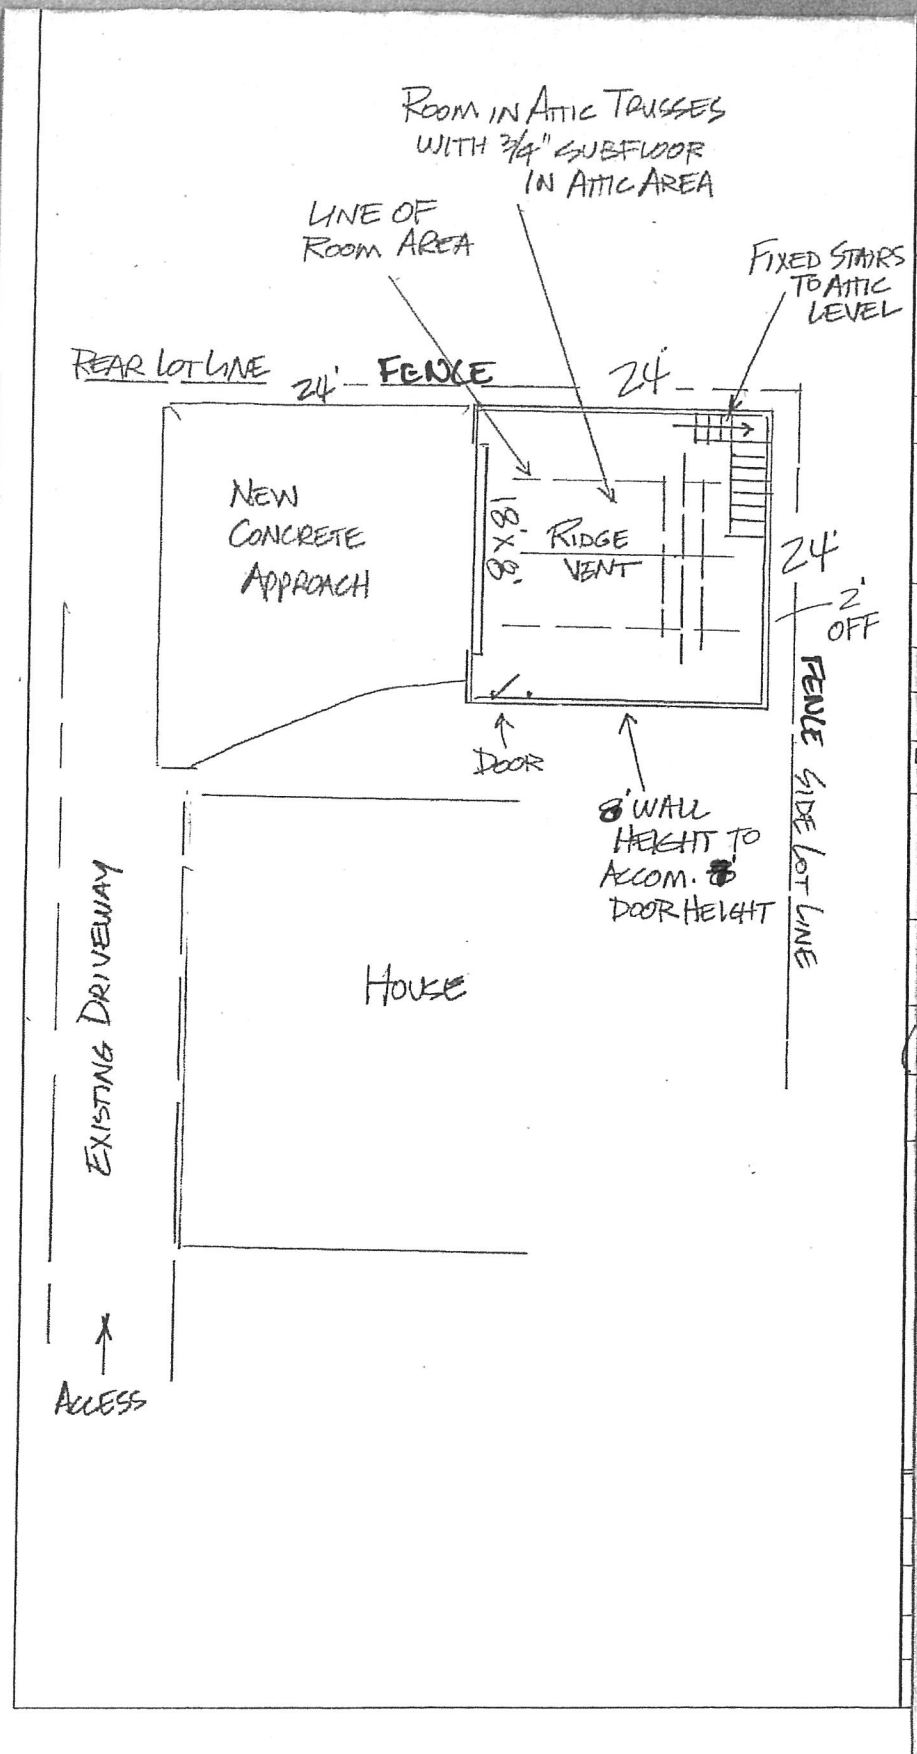 ROOM IN ATTIC TRUSSES
WITH 3/4" SUBFLOOR
IN ATTIC AREA
LINE OF
ROOM AREA
FIXED STAIRS
TO ATTIC
LEVEL
REAR LOT LINE
24'
FENCE
24'
NEW
CONCRETE
APPROACH
18'x8'
RIDGE
VENT
24'
2'
OFF
FENCE SIDE LOT LINE
DOOR
8' WALL
HEIGHT TO
ACCOM. 8'
DOOR HEIGHT
HOUSE
EXISTING DRIVEWAY
ACCESS